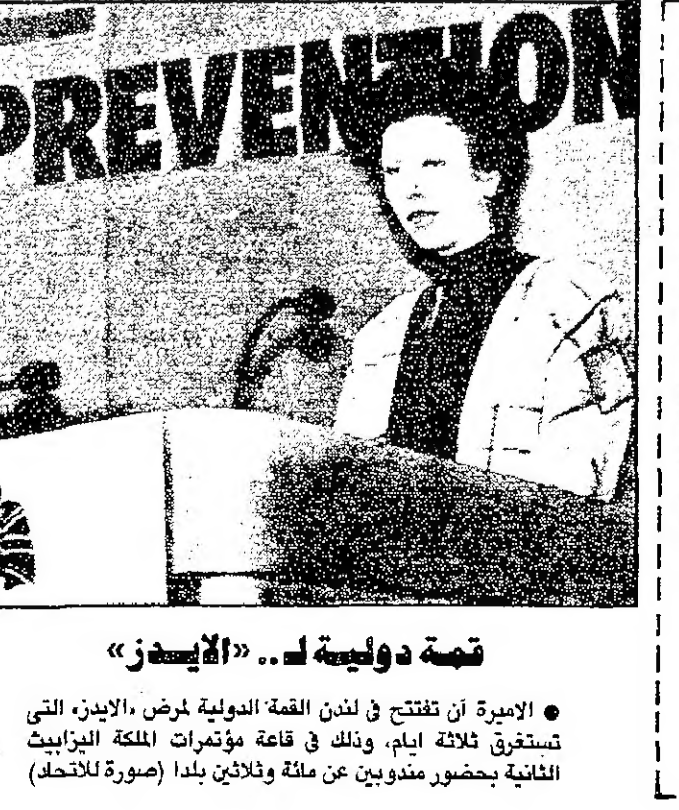 PREVENTION
قمة دولية لـ .. «الايدز»
● الاميرة آن تفتتح في لندن القمة الدولية لمرض «الايدز» التي
تستغرق ثلاثة ايام، وذلك في قاعة مؤتمرات الملكة اليزابيث
الثانية بحضور مندوبين عن مائة وثلاثين بلدا (صورة للاتحاد)